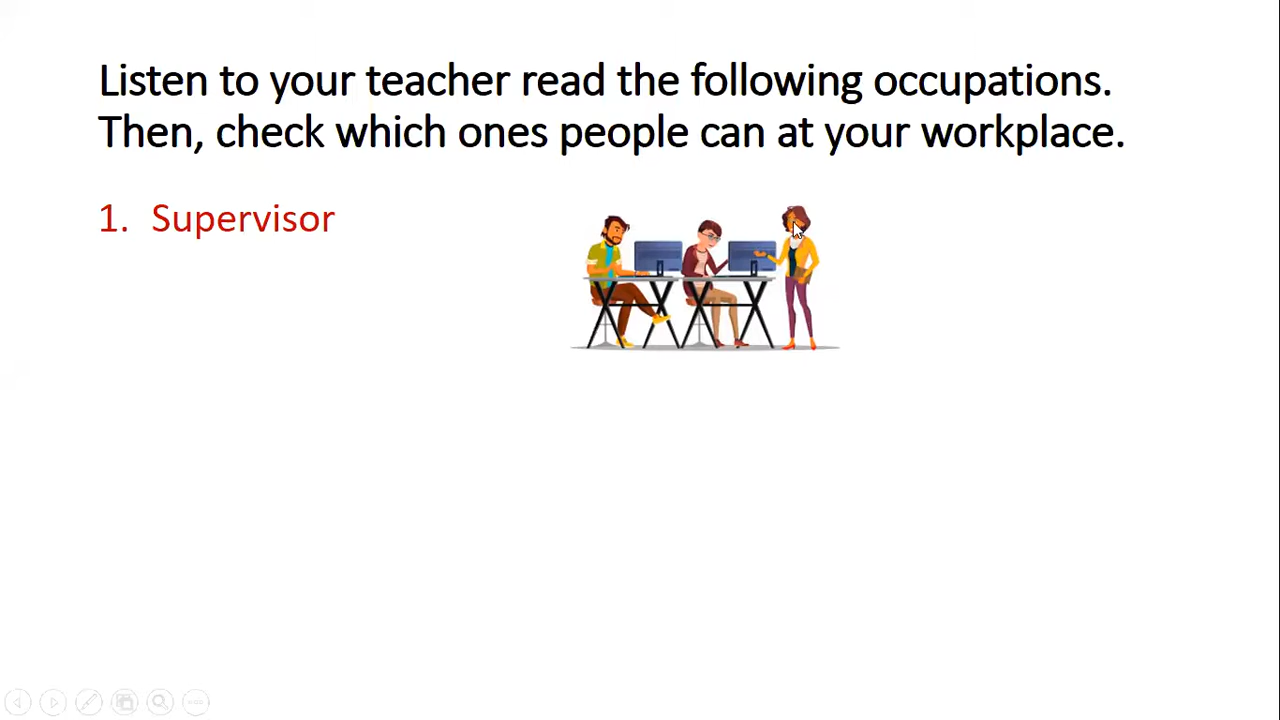 Listen to your teacher read the following occupations.
Then, check which ones people can at your workplace.
1. Supervisor